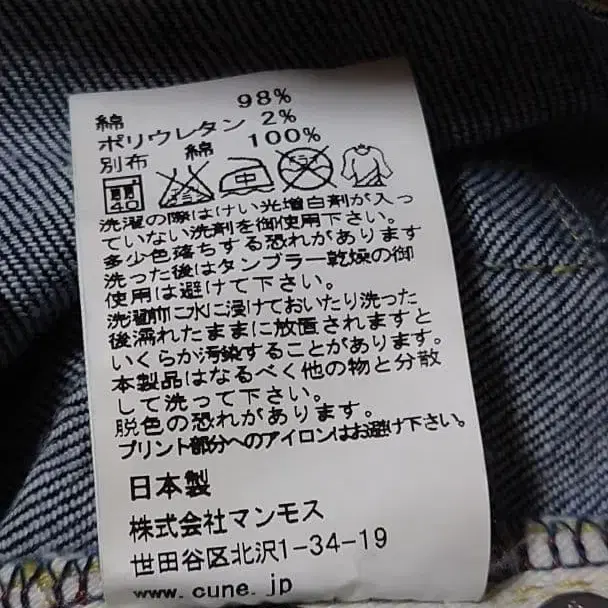 綿 98%
ポリウレタン 2%
別布 綿 100%
40 中
洗濯の際はけい光増白剤が入っ
ていない洗剤を御使用下さい。
多少色落ちする恐れがあります
洗った後はタンブラー乾燥の御
使用は避けて下さい。
洗濯前に水に浸けておいたり洗った
後濡れたままに放置されますと
いくらか汚染することがあります。
本製品はなるべく他の物と分散
して洗って下さい。
脱色の恐れがあります。
プリント部分へのアイロンはお避け下さい。
日本製
株式会社マンモス
世田谷区北沢1-34-19
www.cune.jp